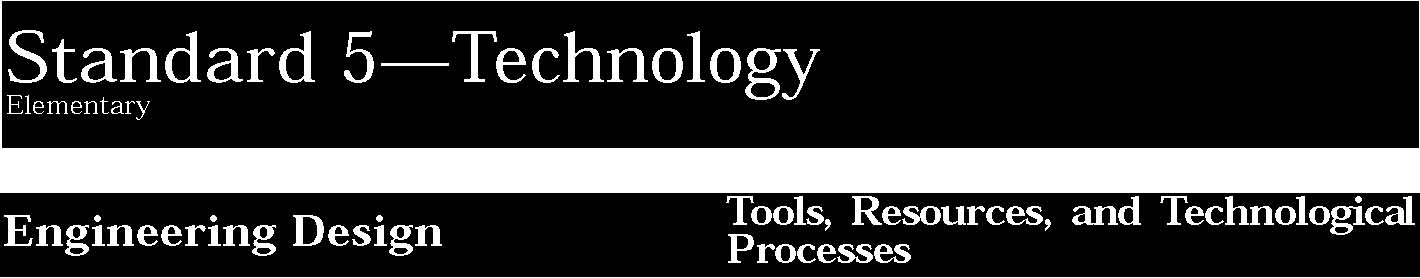 Standard 5—Technology
Elementary
Engineering Design
Tools, Resources, and Technological
Processes